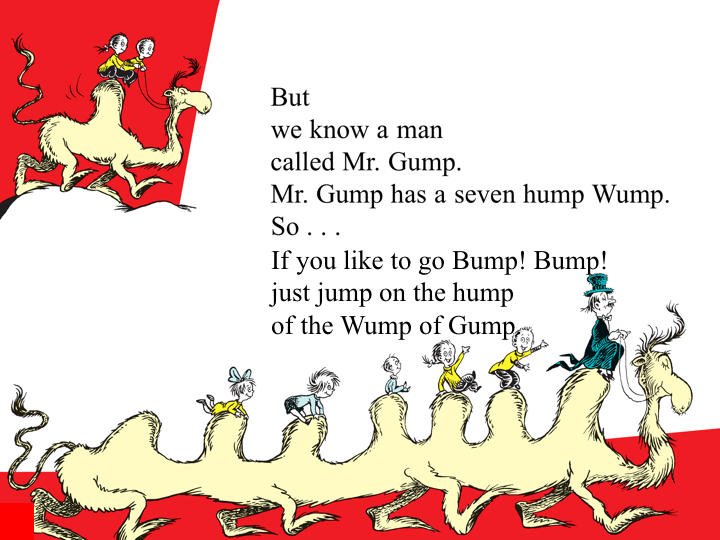 But
we know a man
called Mr. Gump.
Mr. Gump has a seven hump Wump.
So . . .
If you like to go Bump! Bump!
just jump on the hump
of the Wump of Gump.